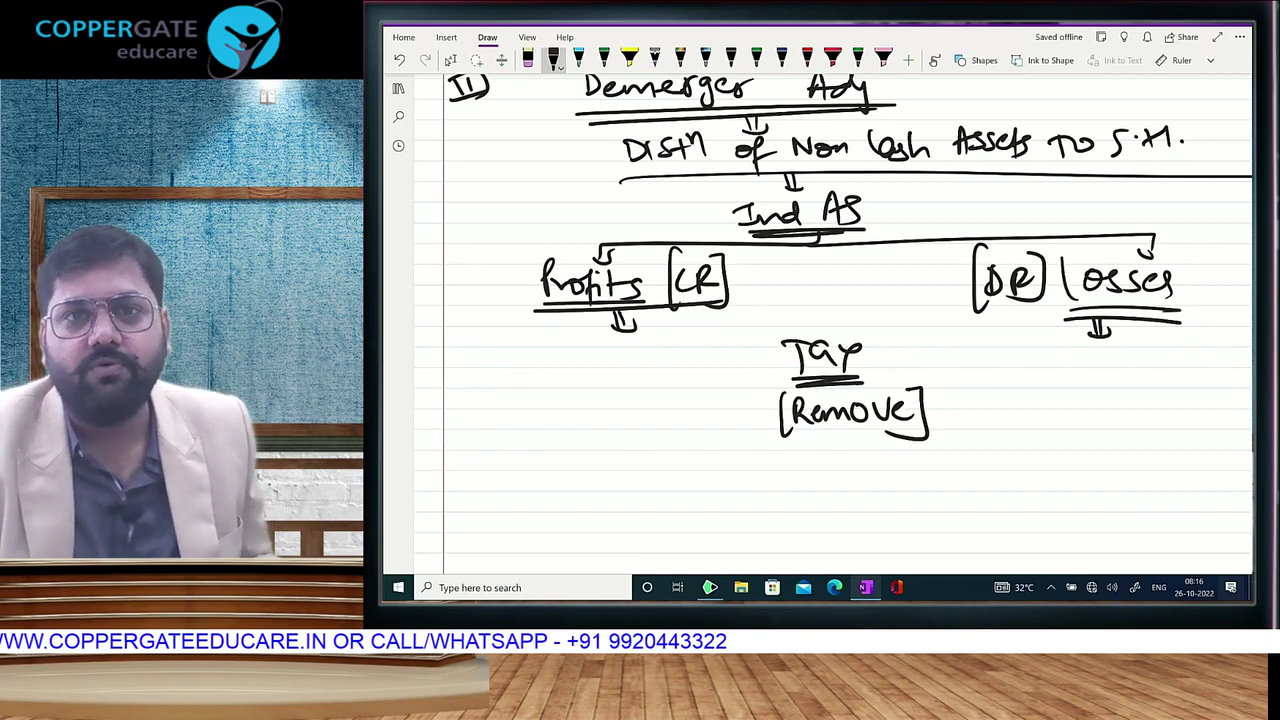 COPPERGATE
educare
Home Insert Draw View Help
Saved offline
Share
Shapes
Ink to Shape
Ink to Text
Math
Ruler
II) Demerger Adj
Distn of Non Cash Assets To S.H.
Ind AS
Profits [CR]
[DR] Losses
[Remove]
Type here to search
32°C
ENG
08:16
26-10-2022
WWW.COPPERGATEEDUCARE.IN OR CALL/WHATSAPP - +91 9920443322